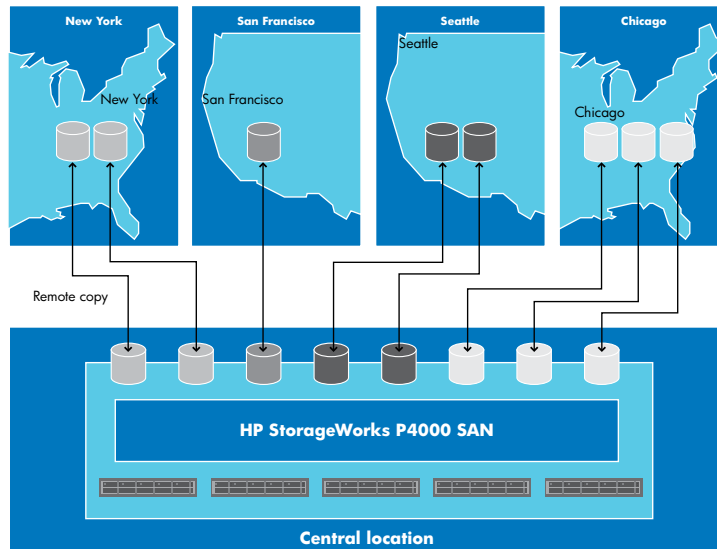 New York
San Francisco
Seattle
Chicago
Seattle
New York
San Francisco
Chicago
Remote copy
HP StorageWorks P4000 SAN
Central location